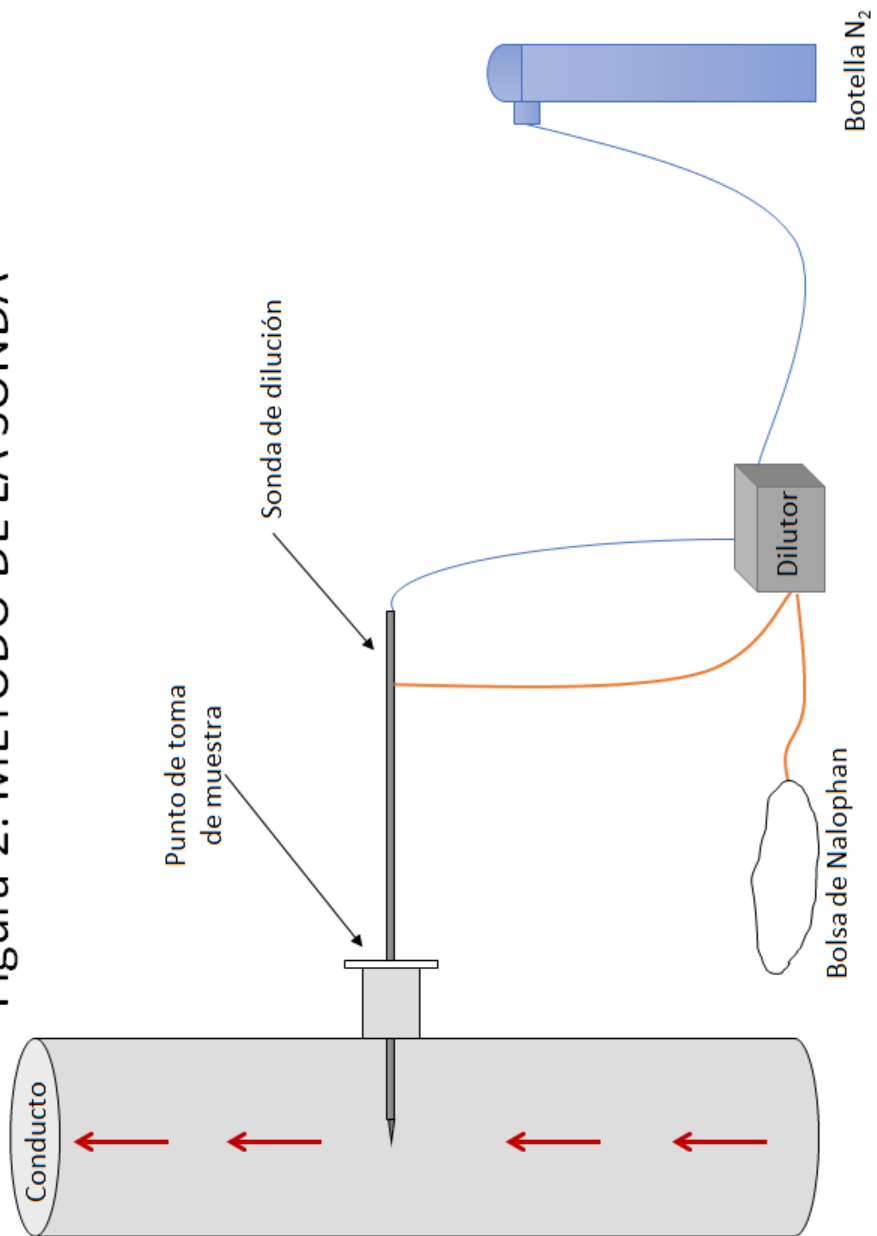 Figura 2. MÉTODO DE LA SONDA
Conducto
Punto de toma
de muestra
Sonda de dilución
Dilutor
Bolsa de Nalophan
Botella N₂